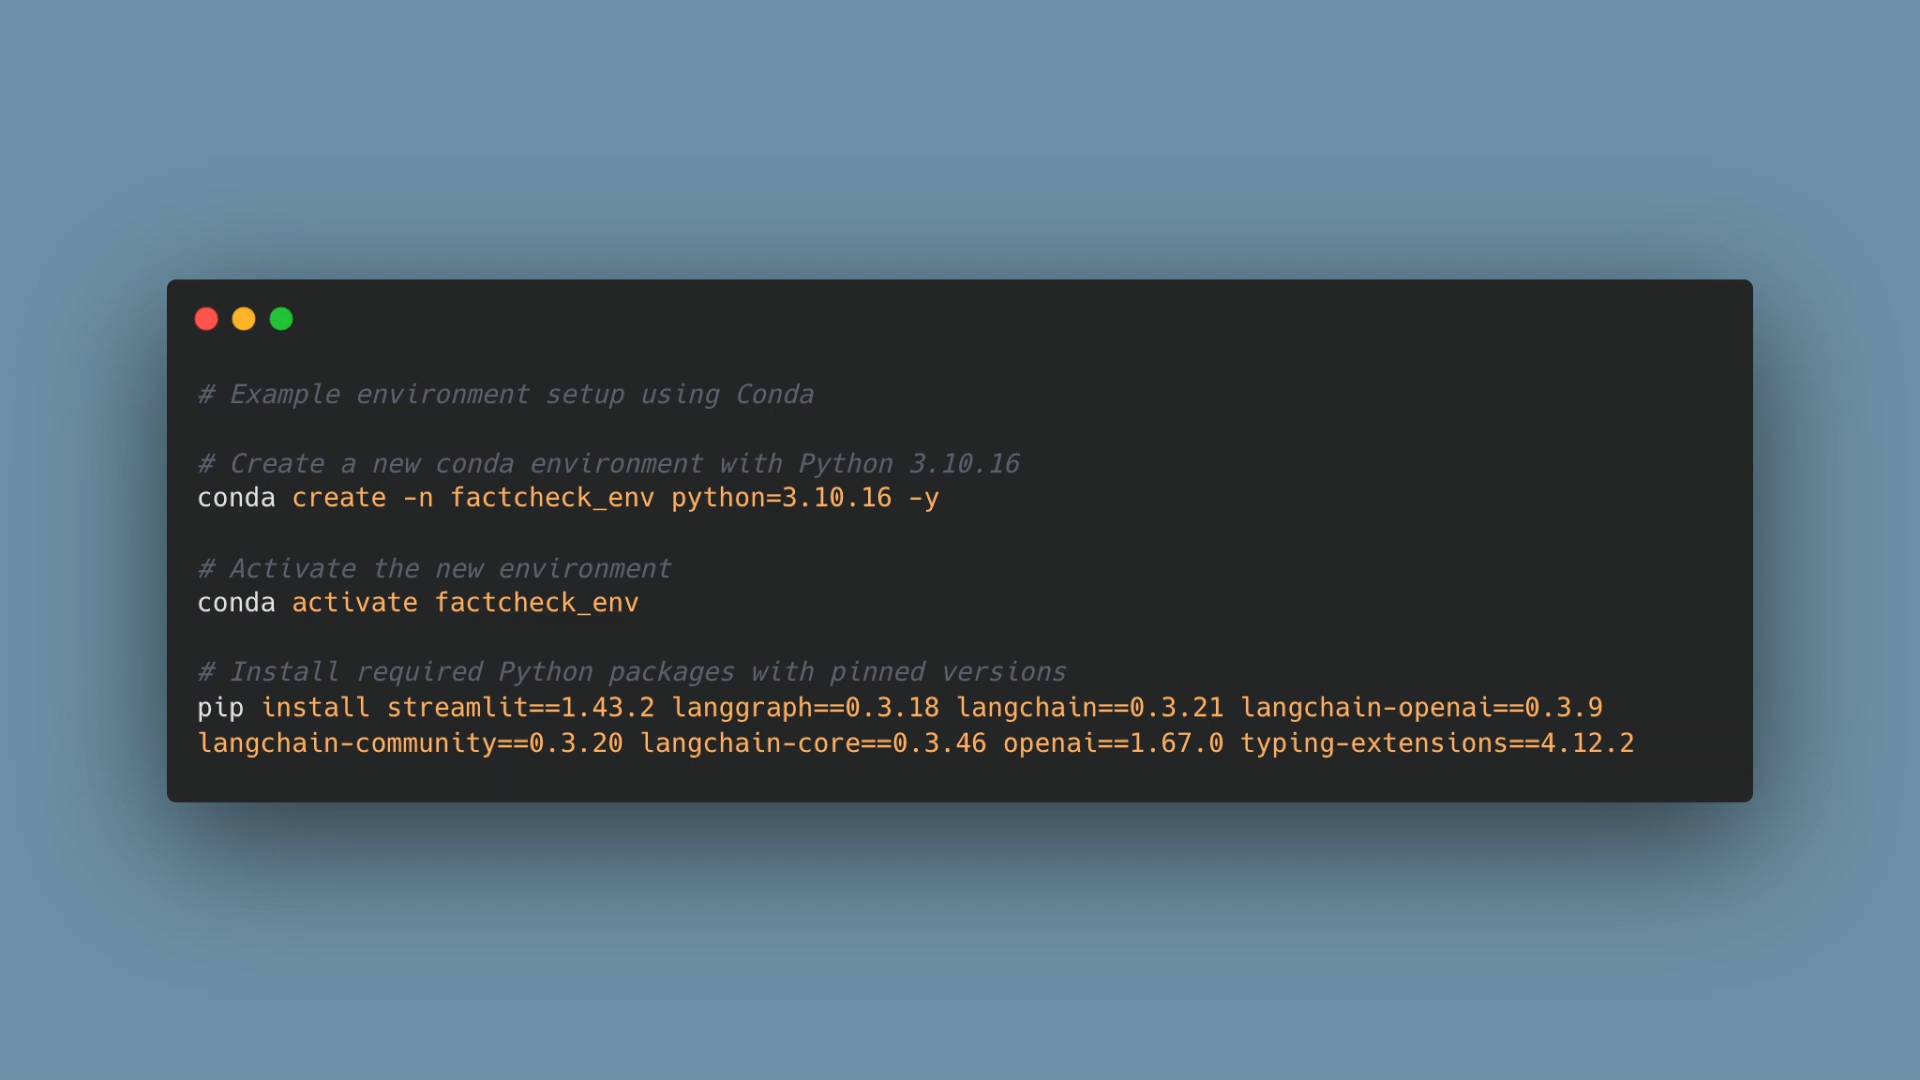 # Example environment setup using Conda
# Create a new conda environment with Python 3.10.16
conda create -n factcheck_env python=3.10.16 -y
# Activate the new environment
conda activate factcheck_env
# Install required Python packages with pinned versions
pip install streamlit==1.43.2 langgraph==0.3.18 langchain==0.3.21 langchain-openai==0.3.9
langchain-community==0.3.20 langchain-core==0.3.46 openai==1.67.0 typing-extensions==4.12.2